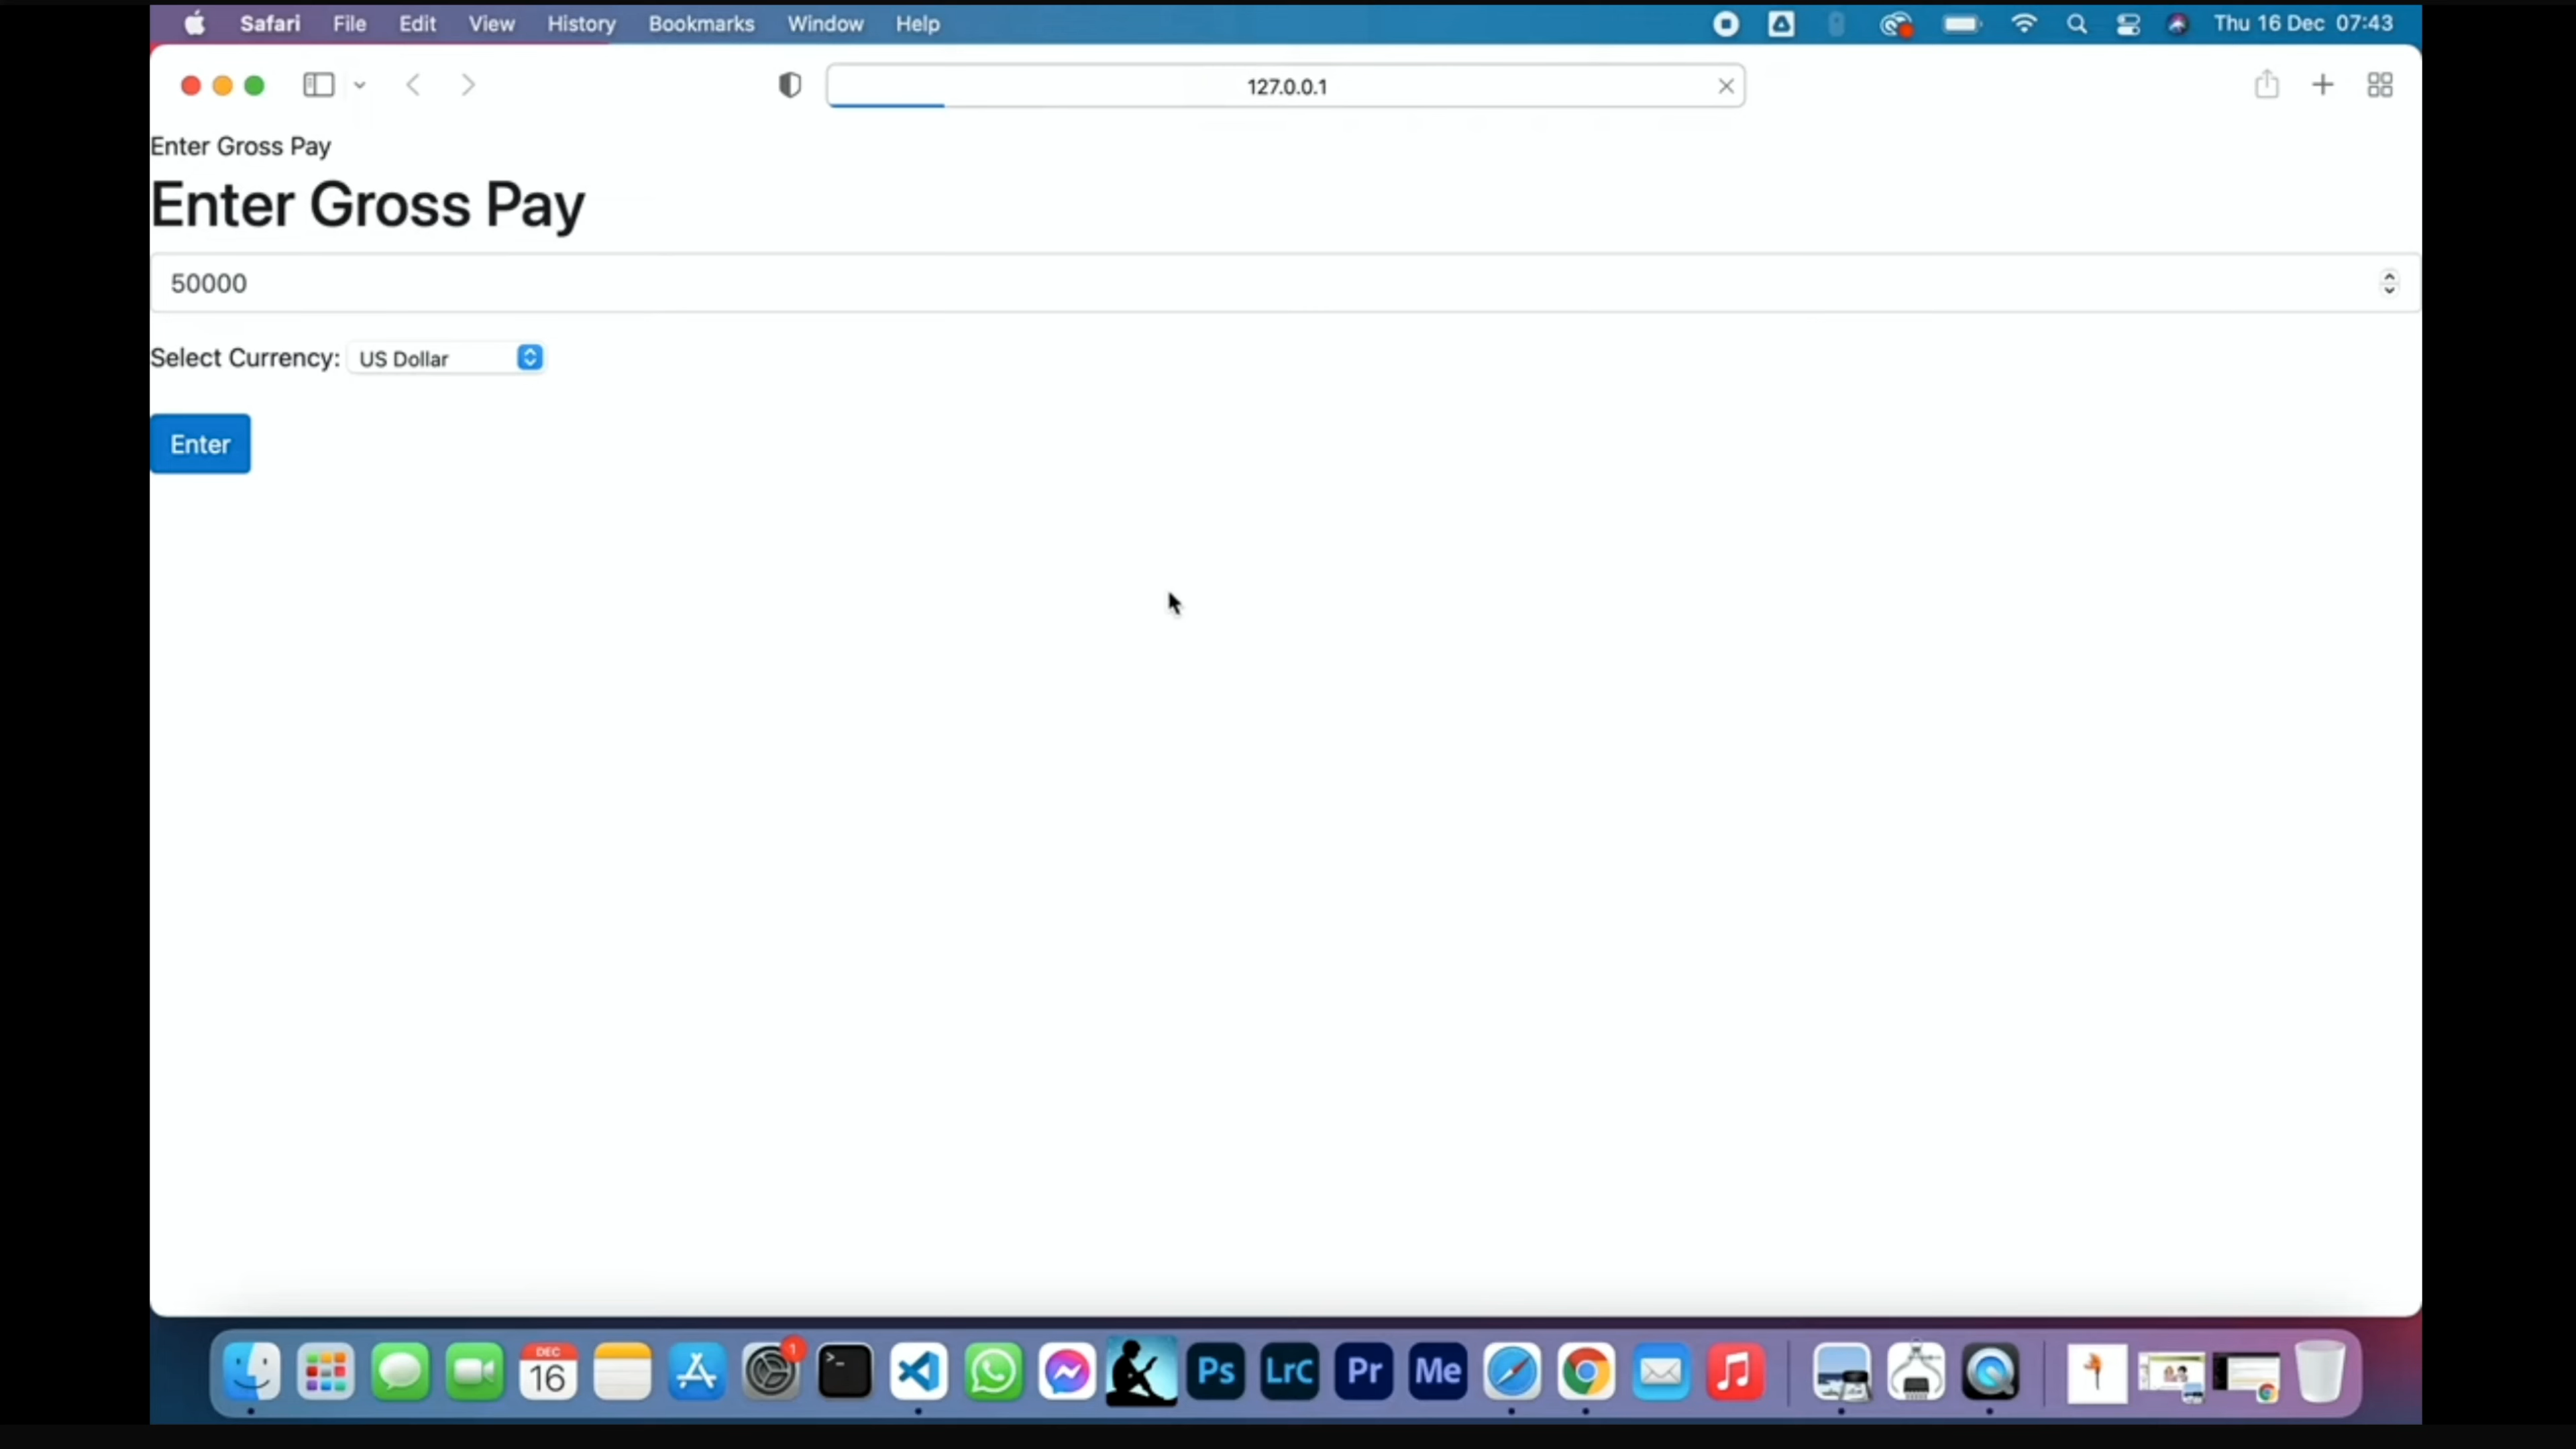 Safari File Edit View History Bookmarks Window Help Thu 16 Dec 07:43
127.0.0.1
Enter Gross Pay
Enter Gross Pay
50000
Select Currency: US Dollar
Enter
DEC
16
1
>_
Ps LrC Pr Me